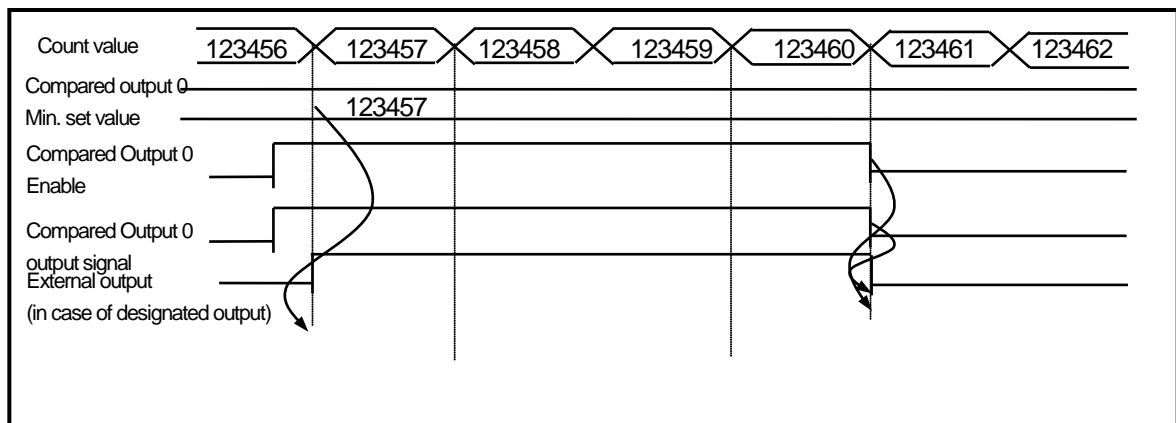 Count value
123456 123457 123458 123459 123460 123461 123462
Compared output 0
Min. set value
123457
Compared Output 0
Enable
Compared Output 0
output signal
External output
(in case of designated output)